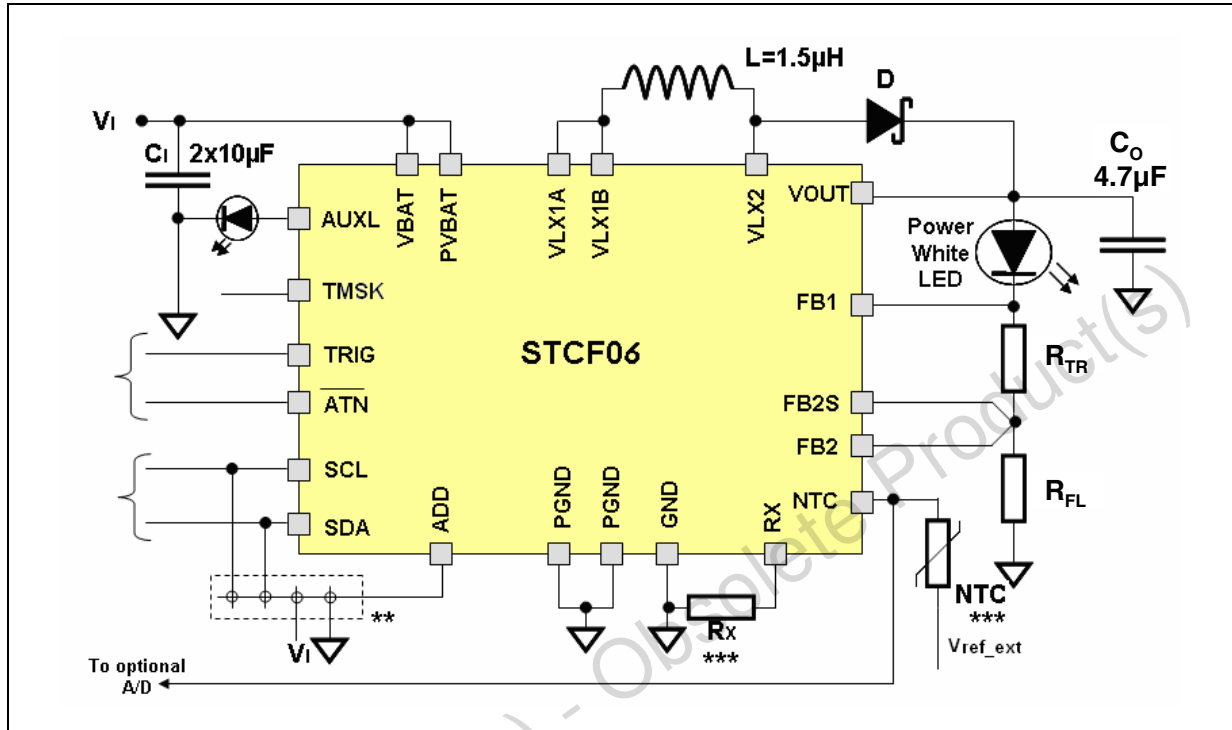 L=1.5µH
D
VI
CI 2x10µF
CO
4.7µF
VBAT
PVBAT
VLX1A
VLX1B
VLX2
VOUT
AUXL
Power
White
LED
TMSK
FB1
TRIG
STCF06
RTR
ATN
FB2S
FB2
SCL
SDA
ADD
PGND
PGND
GND
RX
NTC
RFL
**
VI
RX
***
NTC
***
Vref_ext
To optional
A/D
) - Obsolete Product(s)